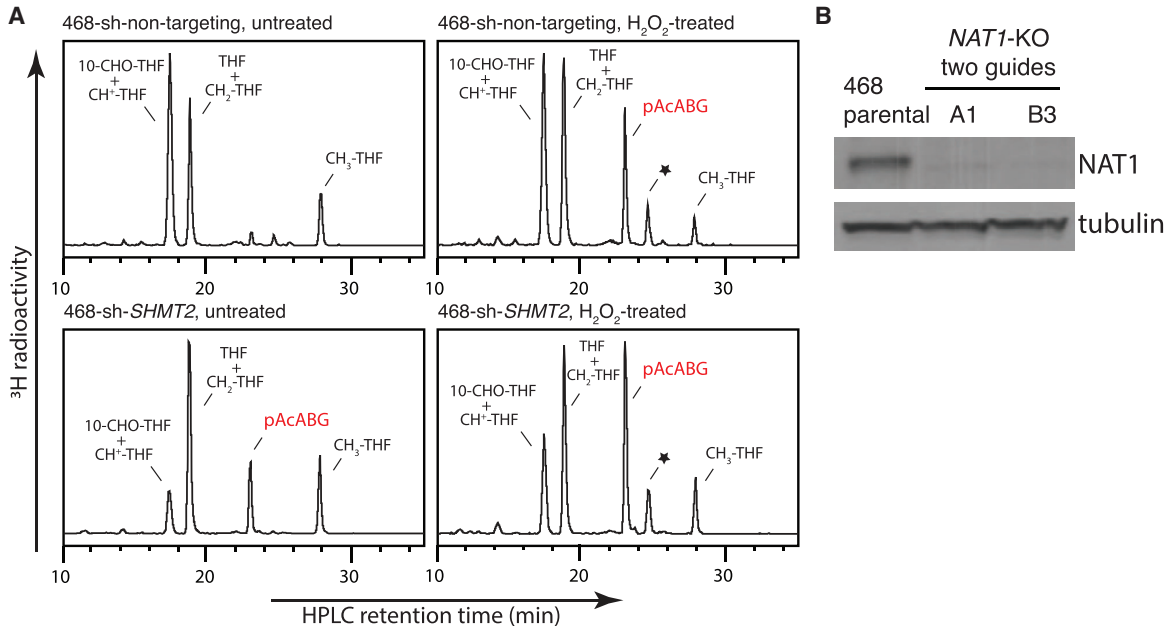 A
468-sh-non-targeting, untreated
10-CHO-THF
+
CH⁺-THF
THF
+
CH₂-THF
CH₃-THF
10 20 30
468-sh-non-targeting, H₂O₂-treated
10-CHO-THF
+
CH⁺-THF
THF
+
CH₂-THF
pAcABG
★
CH₃-THF
10 20 30
468-sh-SHMT2, untreated
10-CHO-THF
+
CH⁺-THF
THF
+
CH₂-THF
pAcABG
CH₃-THF
10 20 30
468-sh-SHMT2, H₂O₂-treated
10-CHO-THF
+
CH⁺-THF
THF
+
CH₂-THF
pAcABG
★
CH₃-THF
10 20 30
³H radioactivity
HPLC retention time (min)
B
NAT1-KO
two guides
468
parental A1 B3
NAT1
tubulin